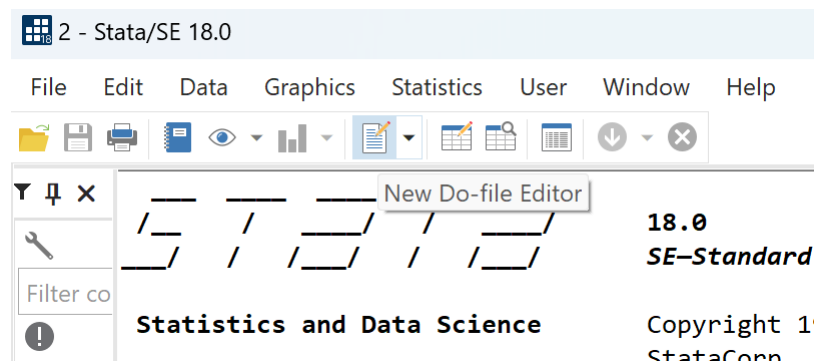 2 - Stata/SE 18.0
File Edit Data Graphics Statistics User Window Help
New Do-file Editor
18.0
SE—Standard
Filter co
Statistics and Data Science
Copyright 19
StataCorp